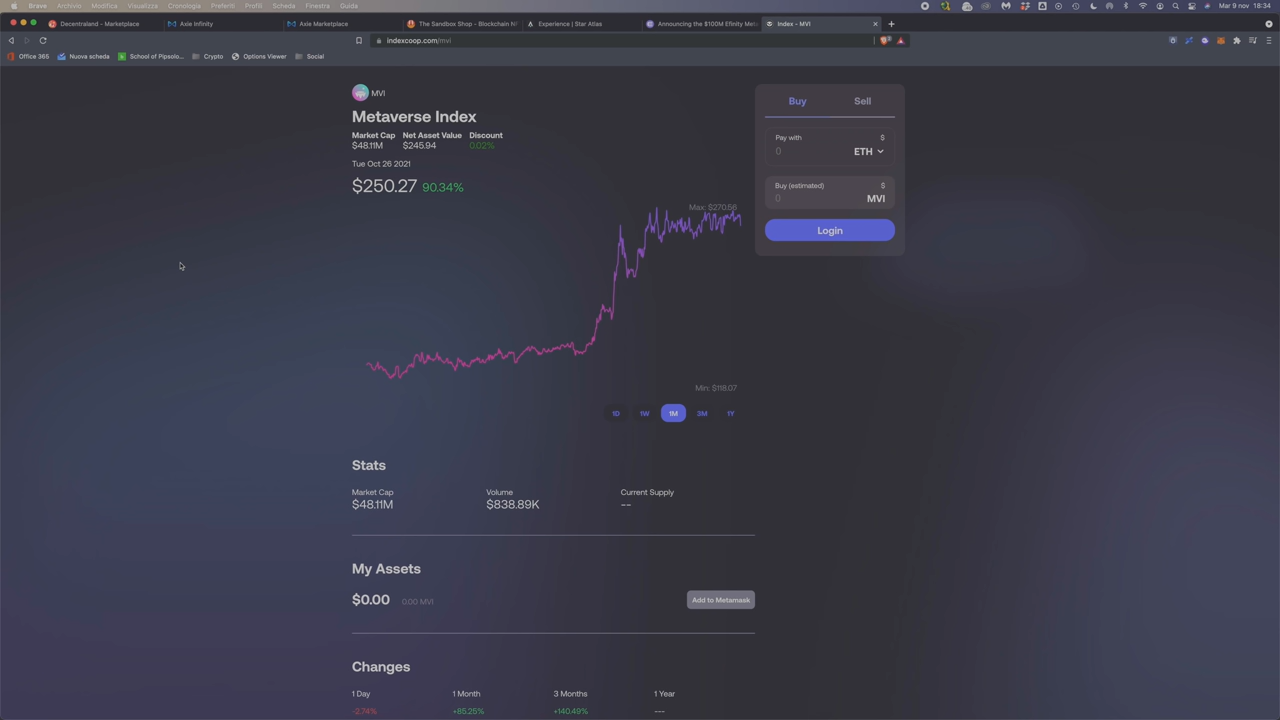 Brave Archivio Modifica Visualizza Cronologia Preferiti Profili Scheda Finestra Guida Mar 9 nov 18:34
Decentraland - Marketplace Axie Infinity Axie Marketplace The Sandbox Shop - Blockchain N Experience | Star Atlas Announcing the $100M Efinity Met Index - MVI
indexcoop.com/mvi
Office 365 Nuova scheda School of Pipsolo... Crypto Options Viewer Social
MVI
Metaverse Index
Market Cap Net Asset Value Discount
$48.11M $245.94 0.02%
Tue Oct 26 2021
$250.27 90.34%
Max: $270.56
Min: $118.07
1D 1W 1M 3M 1Y
Buy Sell
Pay with $
0 ETH
Buy (estimated) $
0 MVI
Login
Stats
Market Cap Volume Current Supply
$48.11M $838.89K --
My Assets
$0.00 0.00 MVI Add to Metamask
Changes
1 Day 1 Month 3 Months 1 Year
-2.74% +85.25% +140.49% ---